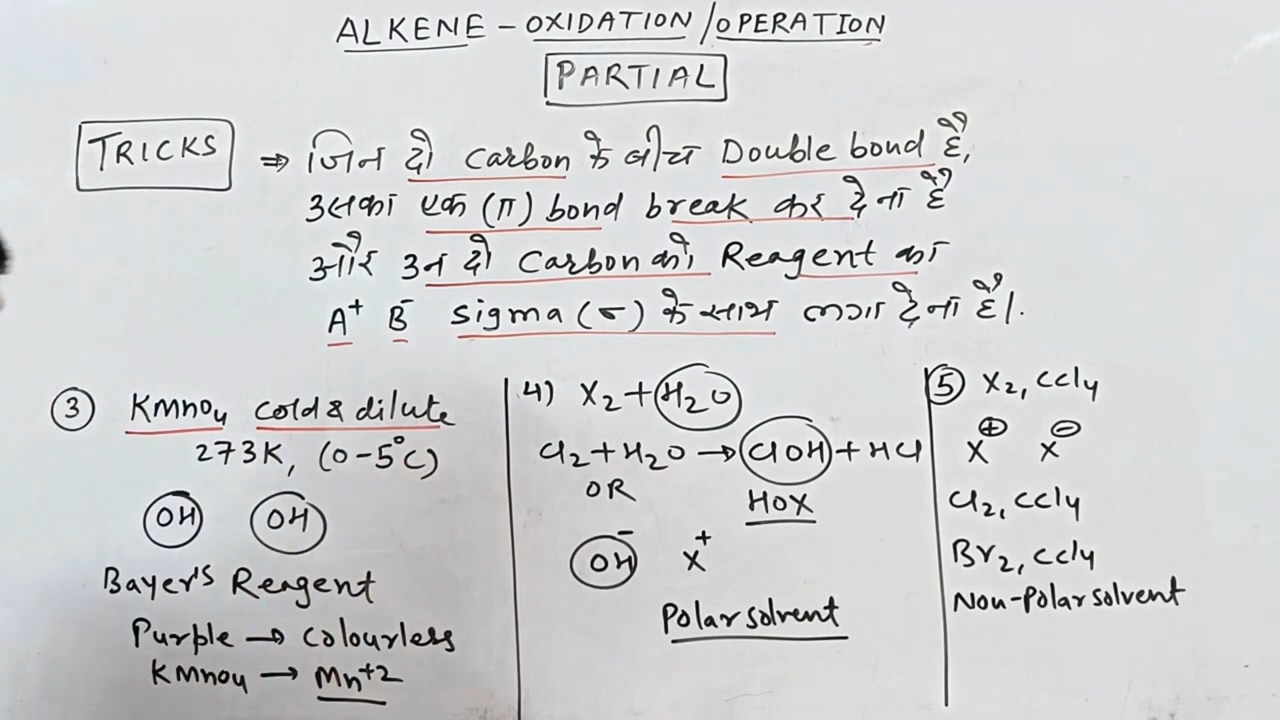 ALKENE – OXIDATION / OPERATION
PARTIAL
TRICKS ⇒ जिन दो Carbon के बीच Double bond है,
उसका एक (π) bond break कर देना है
और उन दो Carbon को Reagent का
A⁺ B⁻ Sigma (σ) के साथ लगा देना है।.
③ KMnO₄ Cold & dilute
273K, (0-5°C)
OH OH
Bayer's Reagent
Purple → Colourless
KMnO₄ → Mn⁺²
4) X₂ + H₂O
Cl₂ + H₂O → ClOH + HCl
OR HOX
OH⁻ X⁺
Polar solvent
⑤ X₂, CCl₄
X⊕ X⊖
Cl₂, CCl₄
Br₂, CCl₄
Non-Polar solvent